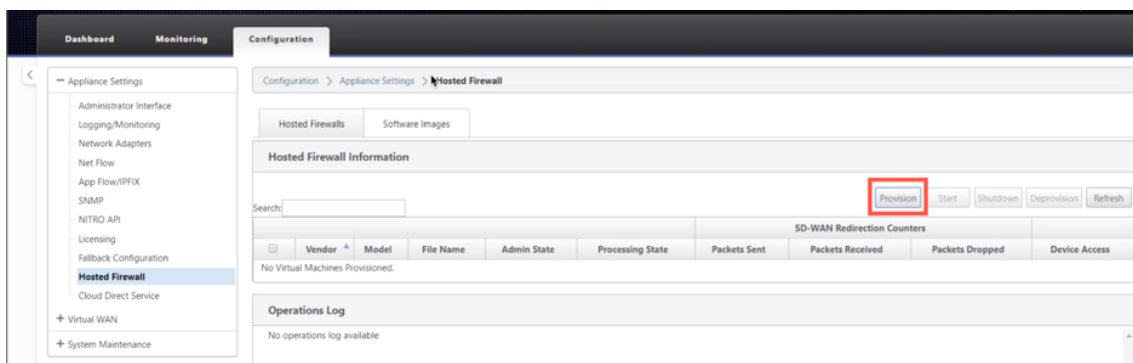 Dashboard Monitoring Configuration
Appliance Settings
Administrator Interface
Logging/Monitoring
Network Adapters
Net Flow
App Flow/IPFIX
SNMP
NITRO API
Licensing
Fallback Configuration
Hosted Firewall
Cloud Direct Service
Virtual WAN
System Maintenance
Configuration > Appliance Settings > Hosted Firewall
Hosted Firewalls Software Images
Hosted Firewall Information
Provision Start Shutdown Deprovision Refresh
Search:
SD-WAN Redirection Counters
Vendor Model File Name Admin State Processing State Packets Sent Packets Received Packets Dropped Device Access
No Virtual Machines Provisioned.
Operations Log
No operations log available